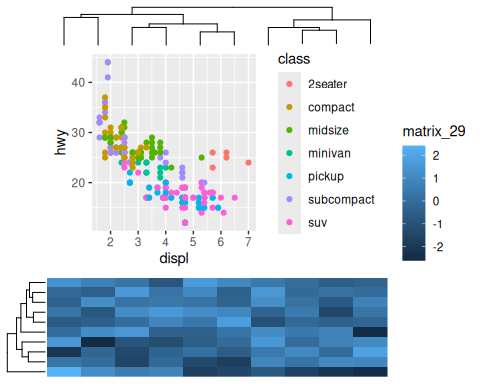 class
2seater
compact
midsize
minivan
pickup
subcompact
suv
hwy
40
30
20
2 3 4 5 6 7
displ
matrix_29
2
1
0
-1
-2